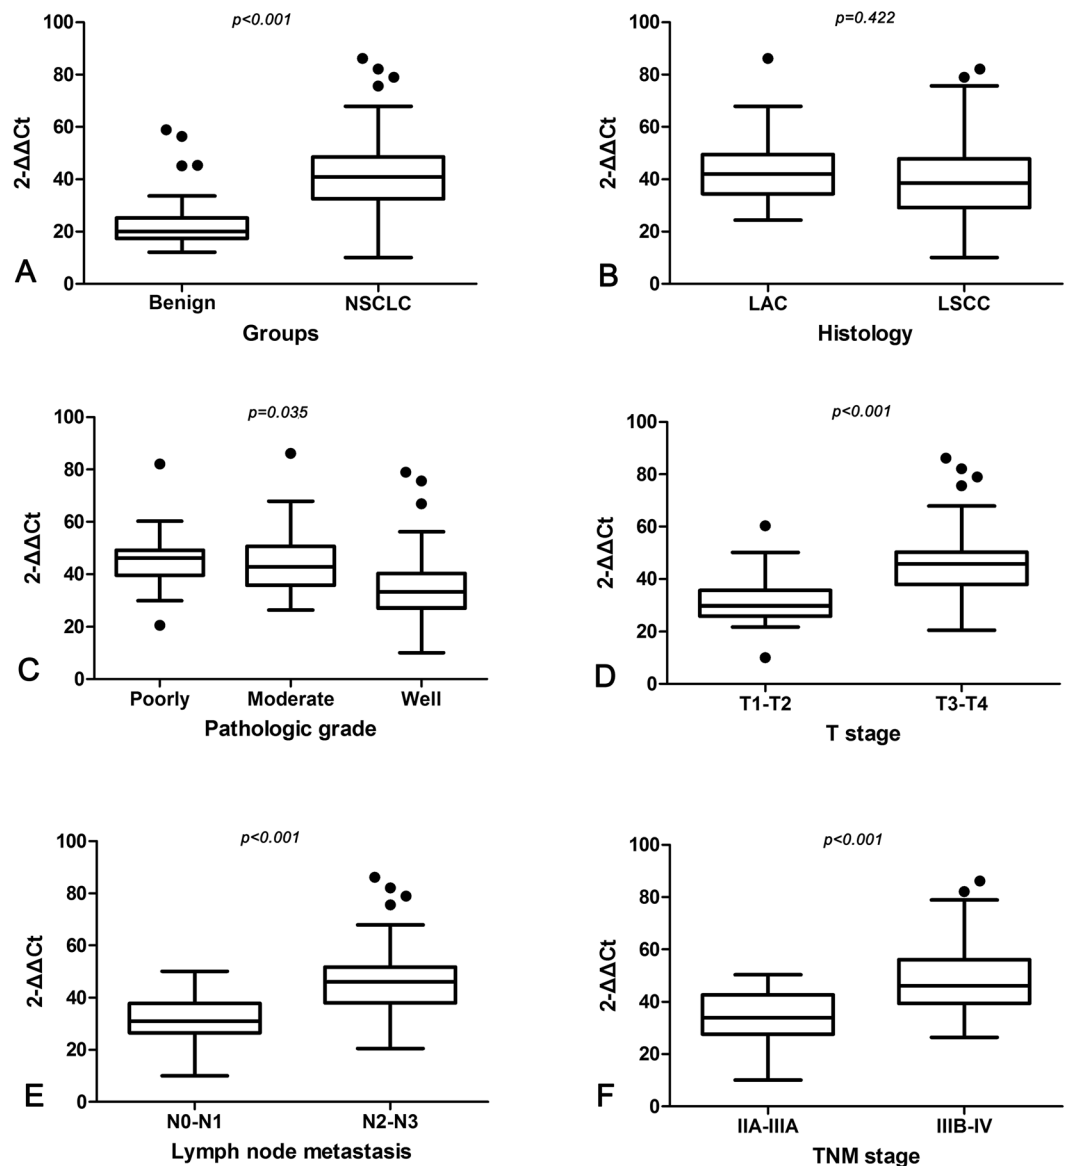 p<0.001
100
80
60
40
20
0
2-ΔΔCt
A
Benign
NSCLC
Groups
p=0.422
100
80
60
40
20
0
2-ΔΔCt
B
LAC
LSCC
Histology
p=0.035
100
80
60
40
20
0
2-ΔΔCt
C
Poorly
Moderate
Well
Pathologic grade
p<0.001
100
80
60
40
20
0
2-ΔΔCt
D
T1-T2
T3-T4
T stage
p<0.001
100
80
60
40
20
0
2-ΔΔCt
E
N0-N1
N2-N3
Lymph node metastasis
p<0.001
100
80
60
40
20
0
2-ΔΔCt
F
IIA-IIIA
IIIB-IV
TNM stage